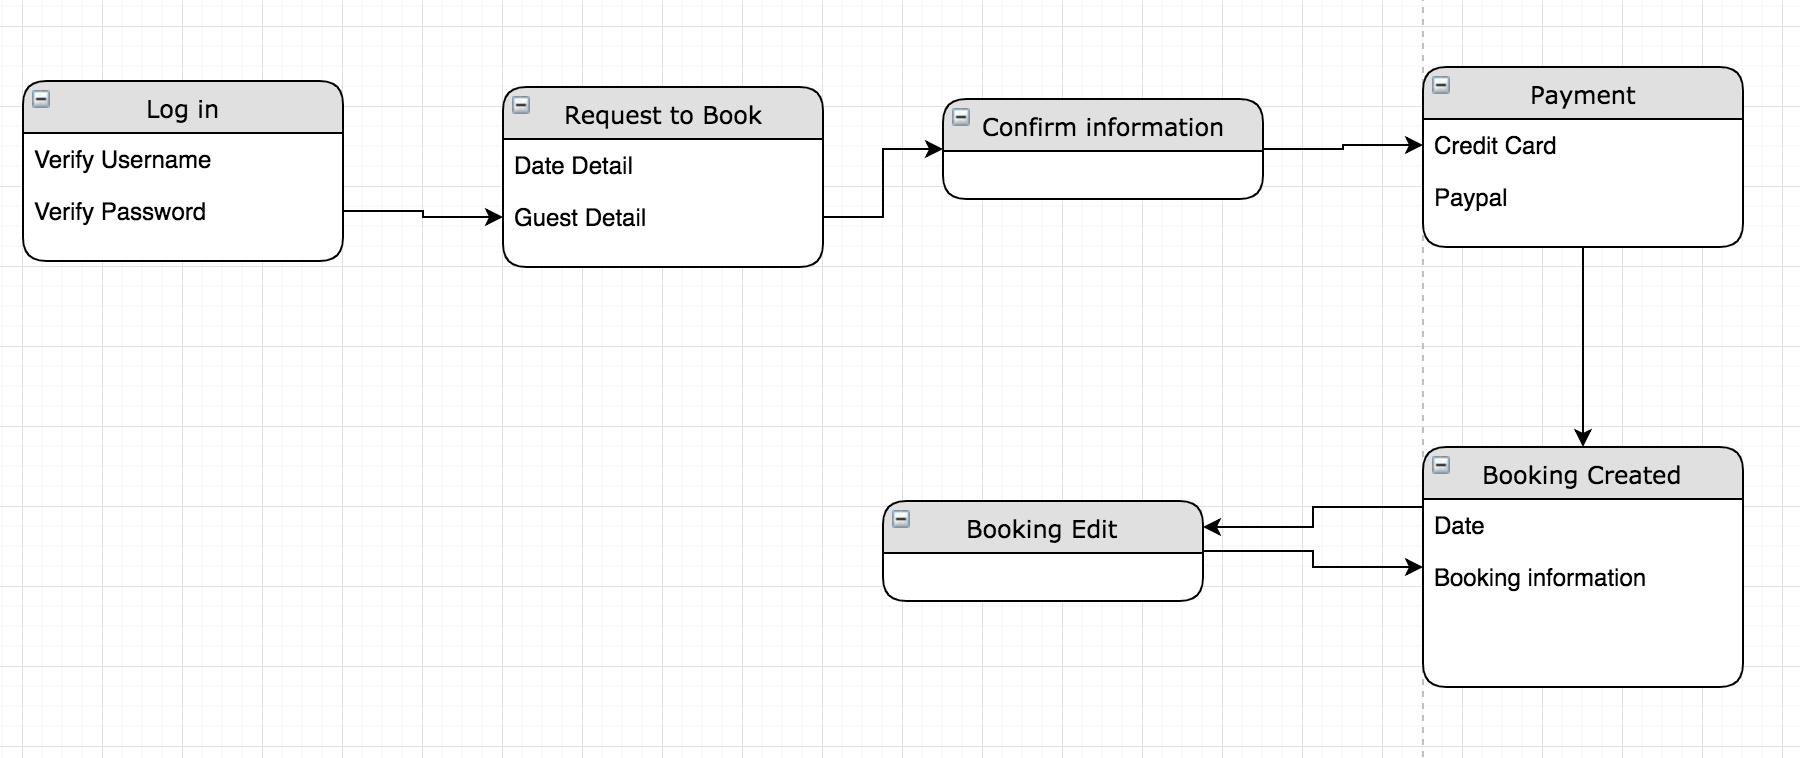 Log in
Verify Username
Verify Password
Request to Book
Date Detail
Guest Detail
Confirm information
Payment
Credit Card
Paypal
Booking Edit
Booking Created
Date
Booking information